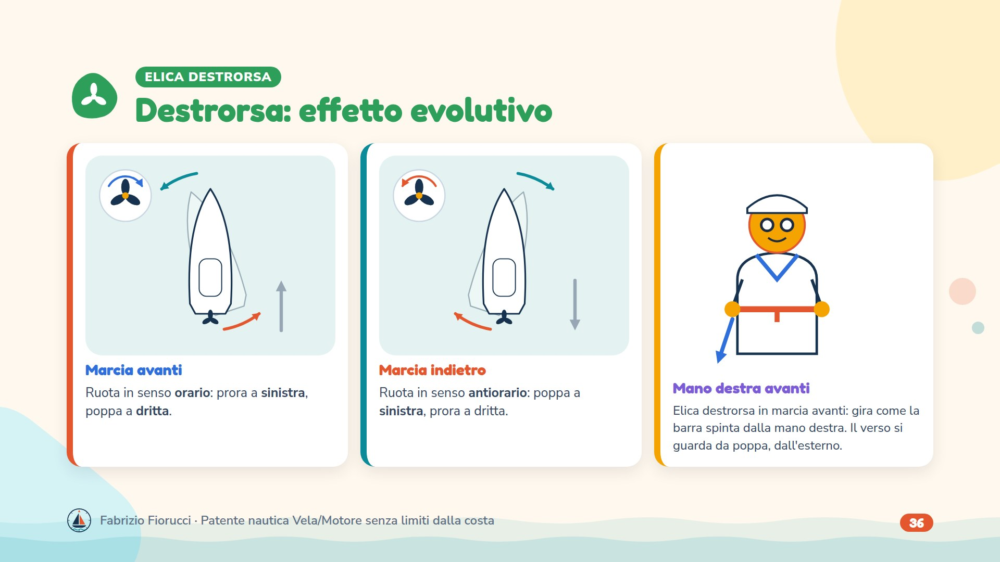 ELICA DESTRORSA
Destrorsa: effetto evolutivo
Marcia avanti
Ruota in senso orario: prora a sinistra,
poppa a dritta.
Marcia indietro
Ruota in senso antiorario: poppa a
sinistra, prora a dritta.
Mano destra avanti
Elica destrorsa in marcia avanti: gira come la
barra spinta dalla mano destra. Il verso si
guarda da poppa, dall'esterno.
Fabrizio Fiorucci · Patente nautica Vela/Motore senza limiti dalla costa
36